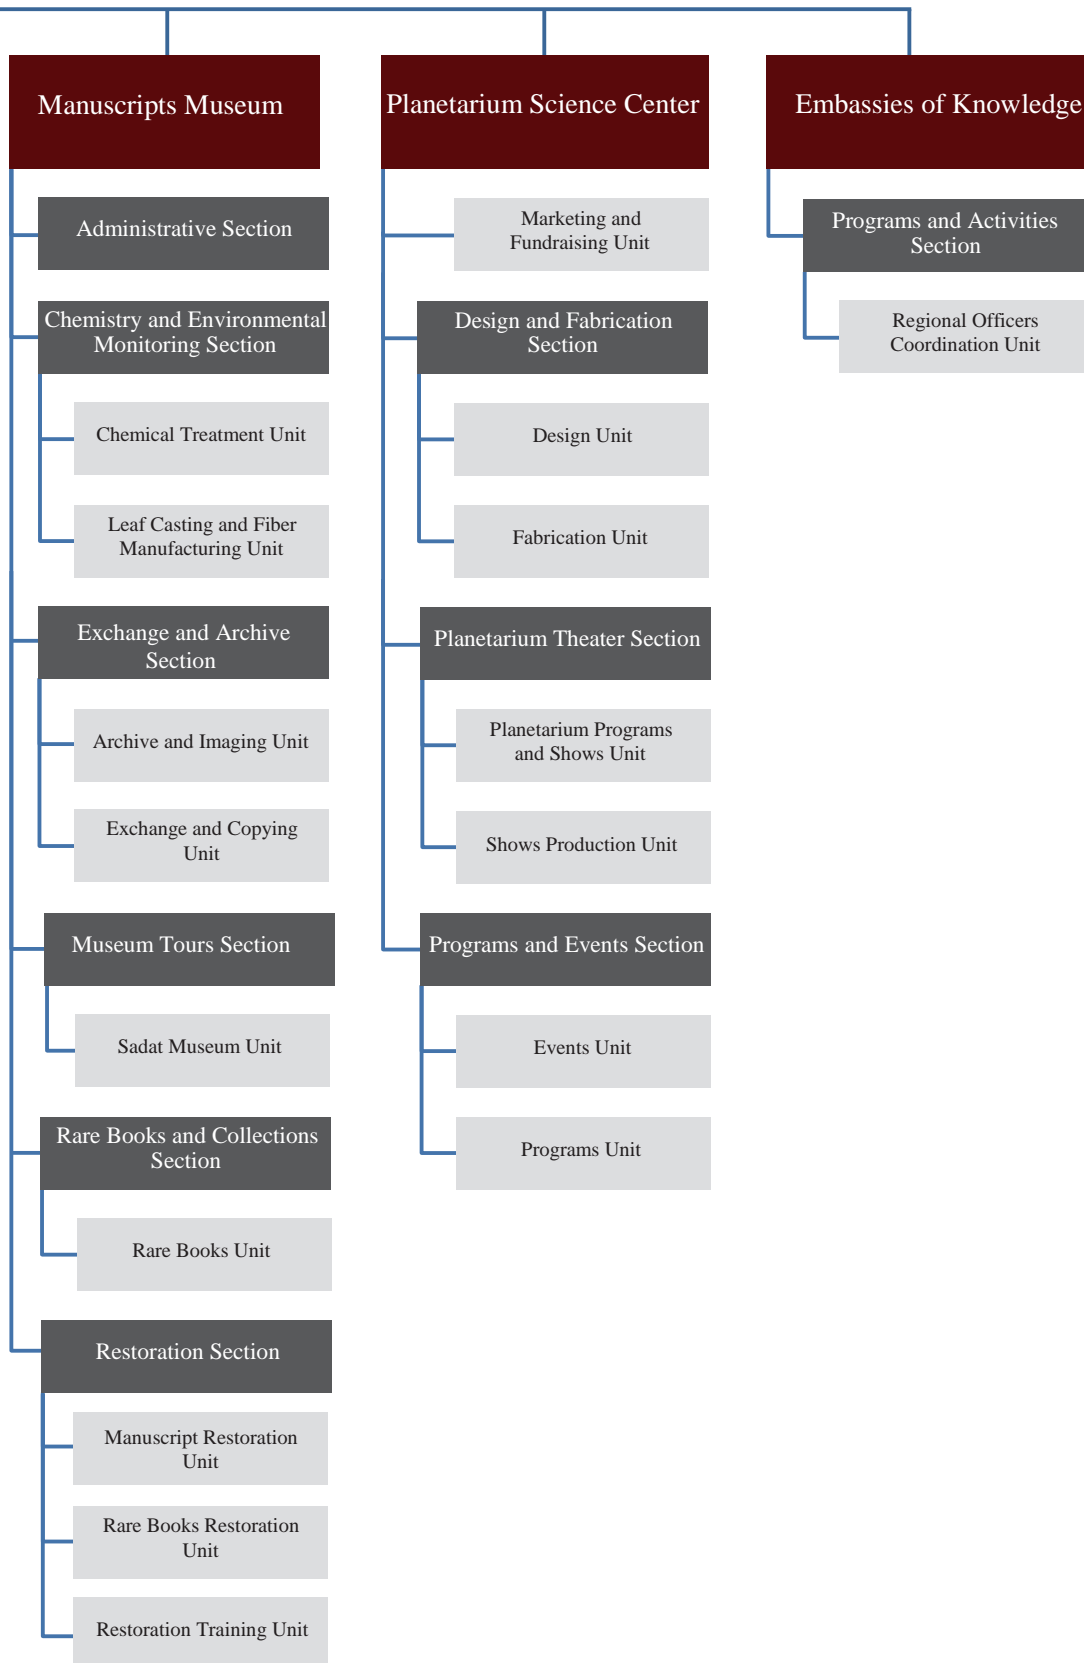 Manuscripts Museum
Administrative Section
Chemistry and Environmental
Monitoring Section
Chemical Treatment Unit
Leaf Casting and Fiber
Manufacturing Unit
Exchange and Archive
Section
Archive and Imaging Unit
Exchange and Copying
Unit
Museum Tours Section
Sadat Museum Unit
Rare Books and Collections
Section
Rare Books Unit
Restoration Section
Manuscript Restoration
Unit
Rare Books Restoration
Unit
Restoration Training Unit
Planetarium Science Center
Marketing and
Fundraising Unit
Design and Fabrication
Section
Design Unit
Fabrication Unit
Planetarium Theater Section
Planetarium Programs
and Shows Unit
Shows Production Unit
Programs and Events Section
Events Unit
Programs Unit
Embassies of Knowledge
Programs and Activities
Section
Regional Officers
Coordination Unit